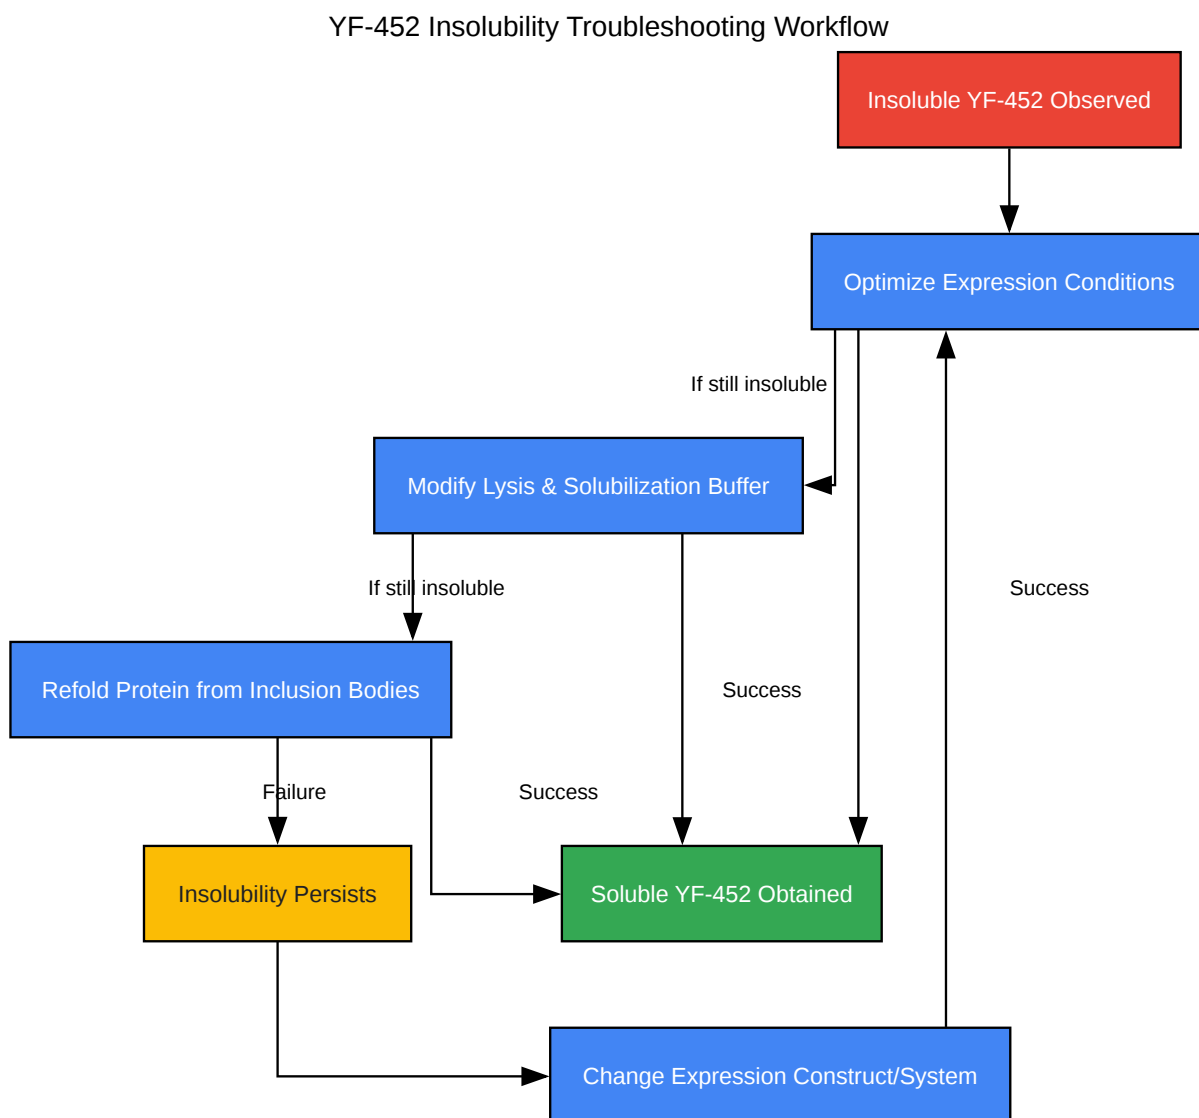 YF-452 Insolubility Troubleshooting Workflow
Insoluble YF-452 Observed
Optimize Expression Conditions
If still insoluble
Modify Lysis & Solubilization Buffer
If still insoluble
Success
Refold Protein from Inclusion Bodies
Success
Failure
Success
Insolubility Persists
Soluble YF-452 Obtained
Change Expression Construct/System